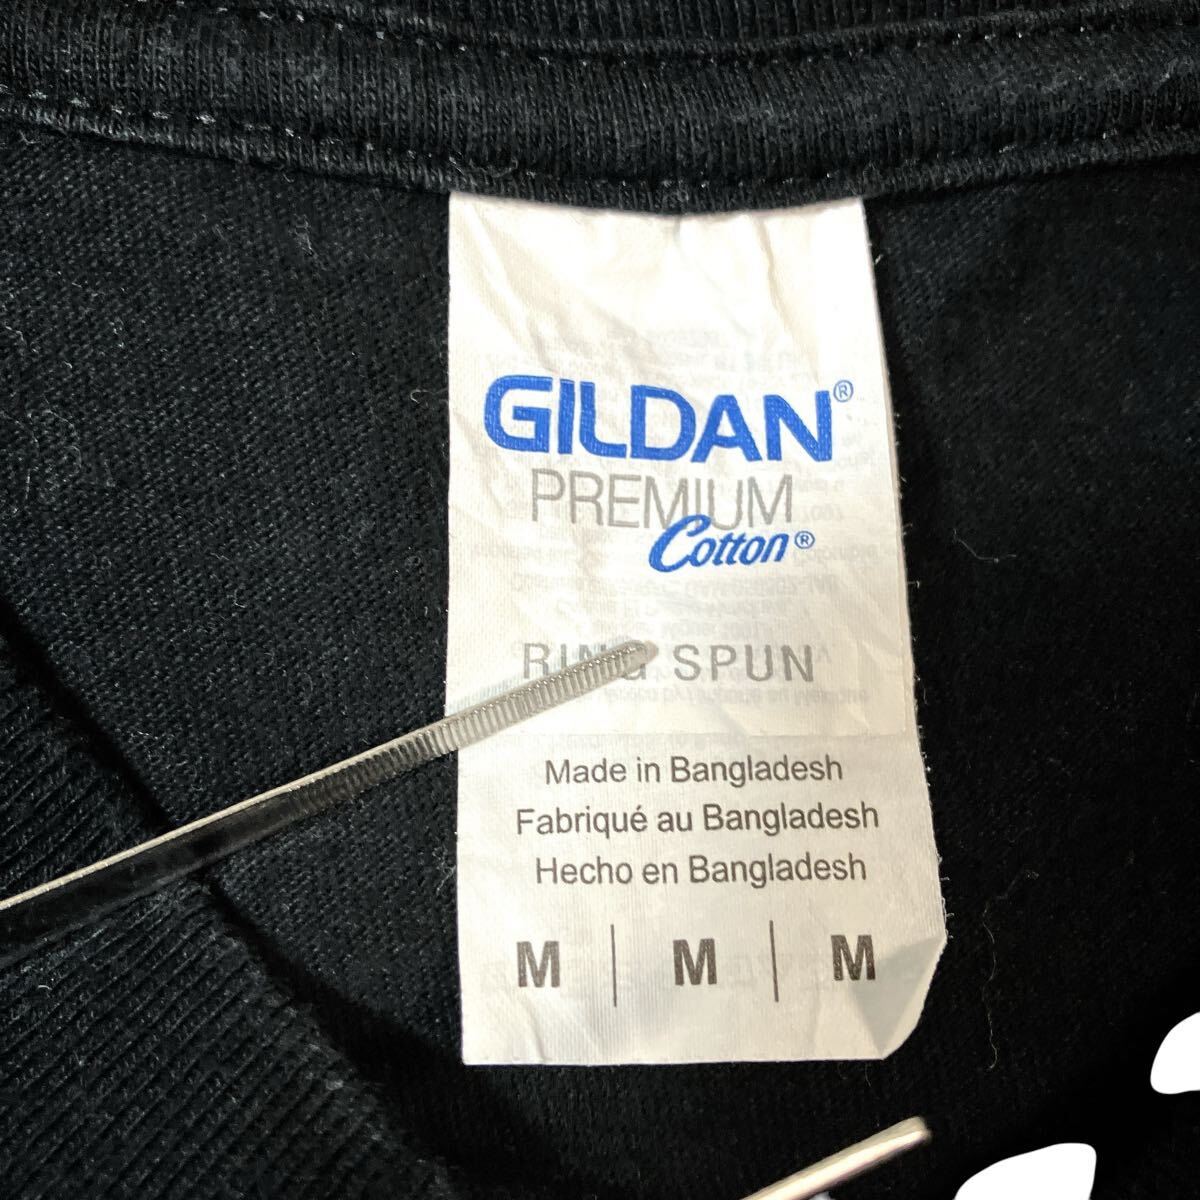 GILDAN®
PREMIUM
Cotton®
RING SPUN
Made in Bangladesh
Fabriqué au Bangladesh
Hecho en Bangladesh
M | M | M